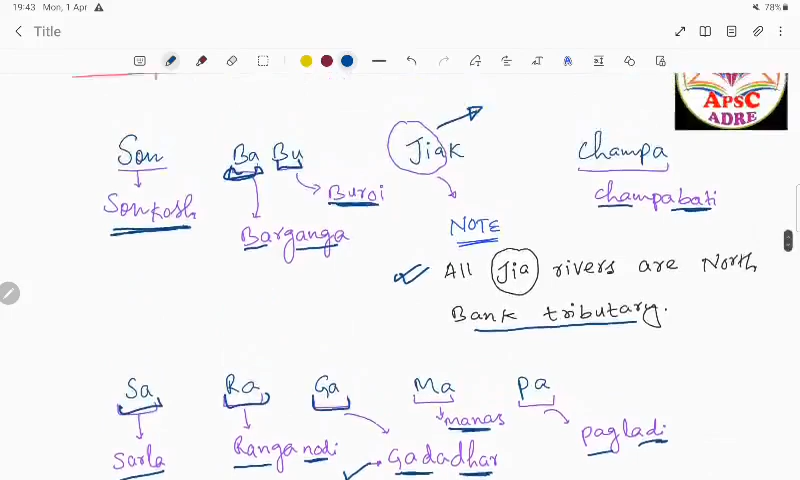 19:43 Mon, 1 Apr
78%
Title
APSC
ADRE
Son Ba Bu Jiak Champa
Sonkosh Barganga Buroi champabati
NOTE
All Jia rivers are North
Bank tributary.
Sa Ra Ga Ma Pa
Sarla Ranganodi Gadadhar manas pagladi